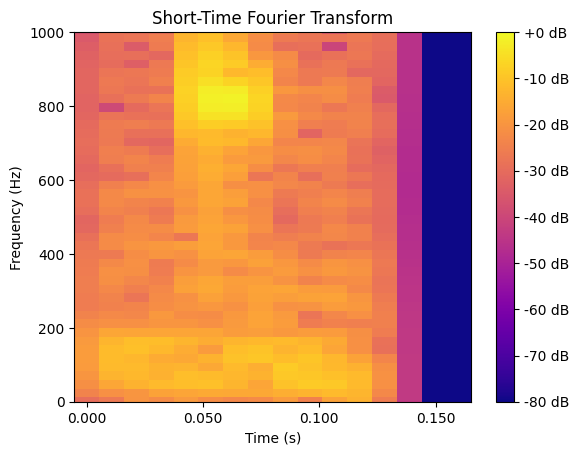 Short-Time Fourier Transform
1000
800
600
400
200
0
Frequency (Hz)
0.000
0.050
0.100
0.150
Time (s)
+0 dB
-10 dB
-20 dB
-30 dB
-40 dB
-50 dB
-60 dB
-70 dB
-80 dB